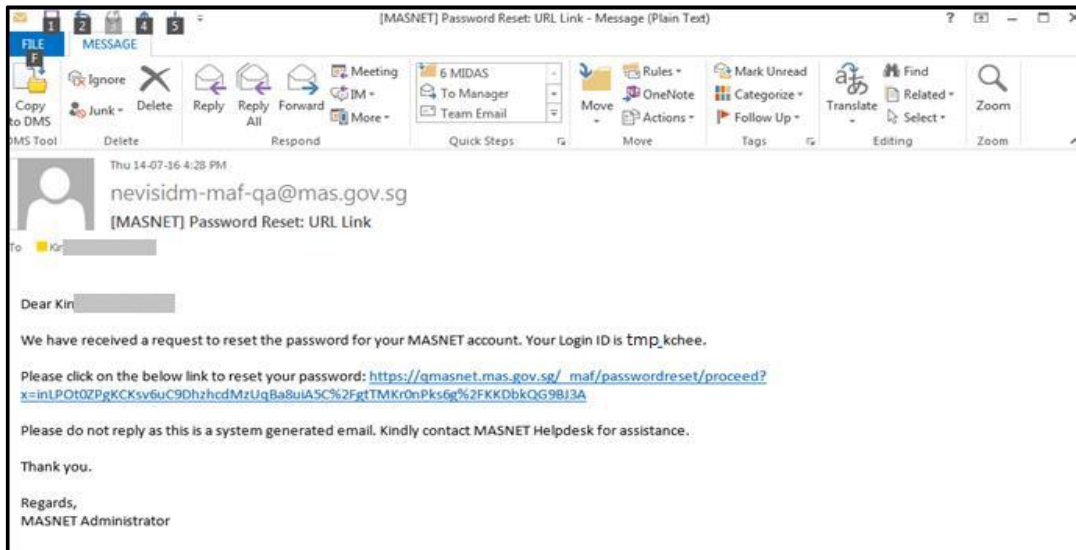 1 2 3 4 5
[MASNET] Password Reset: URL Link - Message (Plain Text)
? – X
FILE MESSAGE
F
Copy to DMS
Ignore
Junk
Delete
Reply
Reply All
Forward
Meeting
IM
More
6 MIDAS
To Manager
Team Email
Move
Rules
OneNote
Actions
Mark Unread
Categorize
Follow Up
Translate
Find
Related
Select
Zoom
DMS Tool Delete Respond Quick Steps Move Tags Editing Zoom
Thu 14-07-16 4:28 PM
nevisidm-maf-qa@mas.gov.sg
[MASNET] Password Reset: URL Link
To Kin
Dear Kin
We have received a request to reset the password for your MASNET account. Your Login ID is tmp_kchee.
Please click on the below link to reset your password: https://qmasnet.mas.gov.sg/_maf/passwordreset/proceed?
x=inLPOt0ZPgKCKsv6uC9DhzhcdMzUqBa8uiA5C%2FgtTMKr0nPks6g%2FKKDbkQG9BJ3A
Please do not reply as this is a system generated email. Kindly contact MASNET Helpdesk for assistance.
Thank you.
Regards,
MASNET Administrator